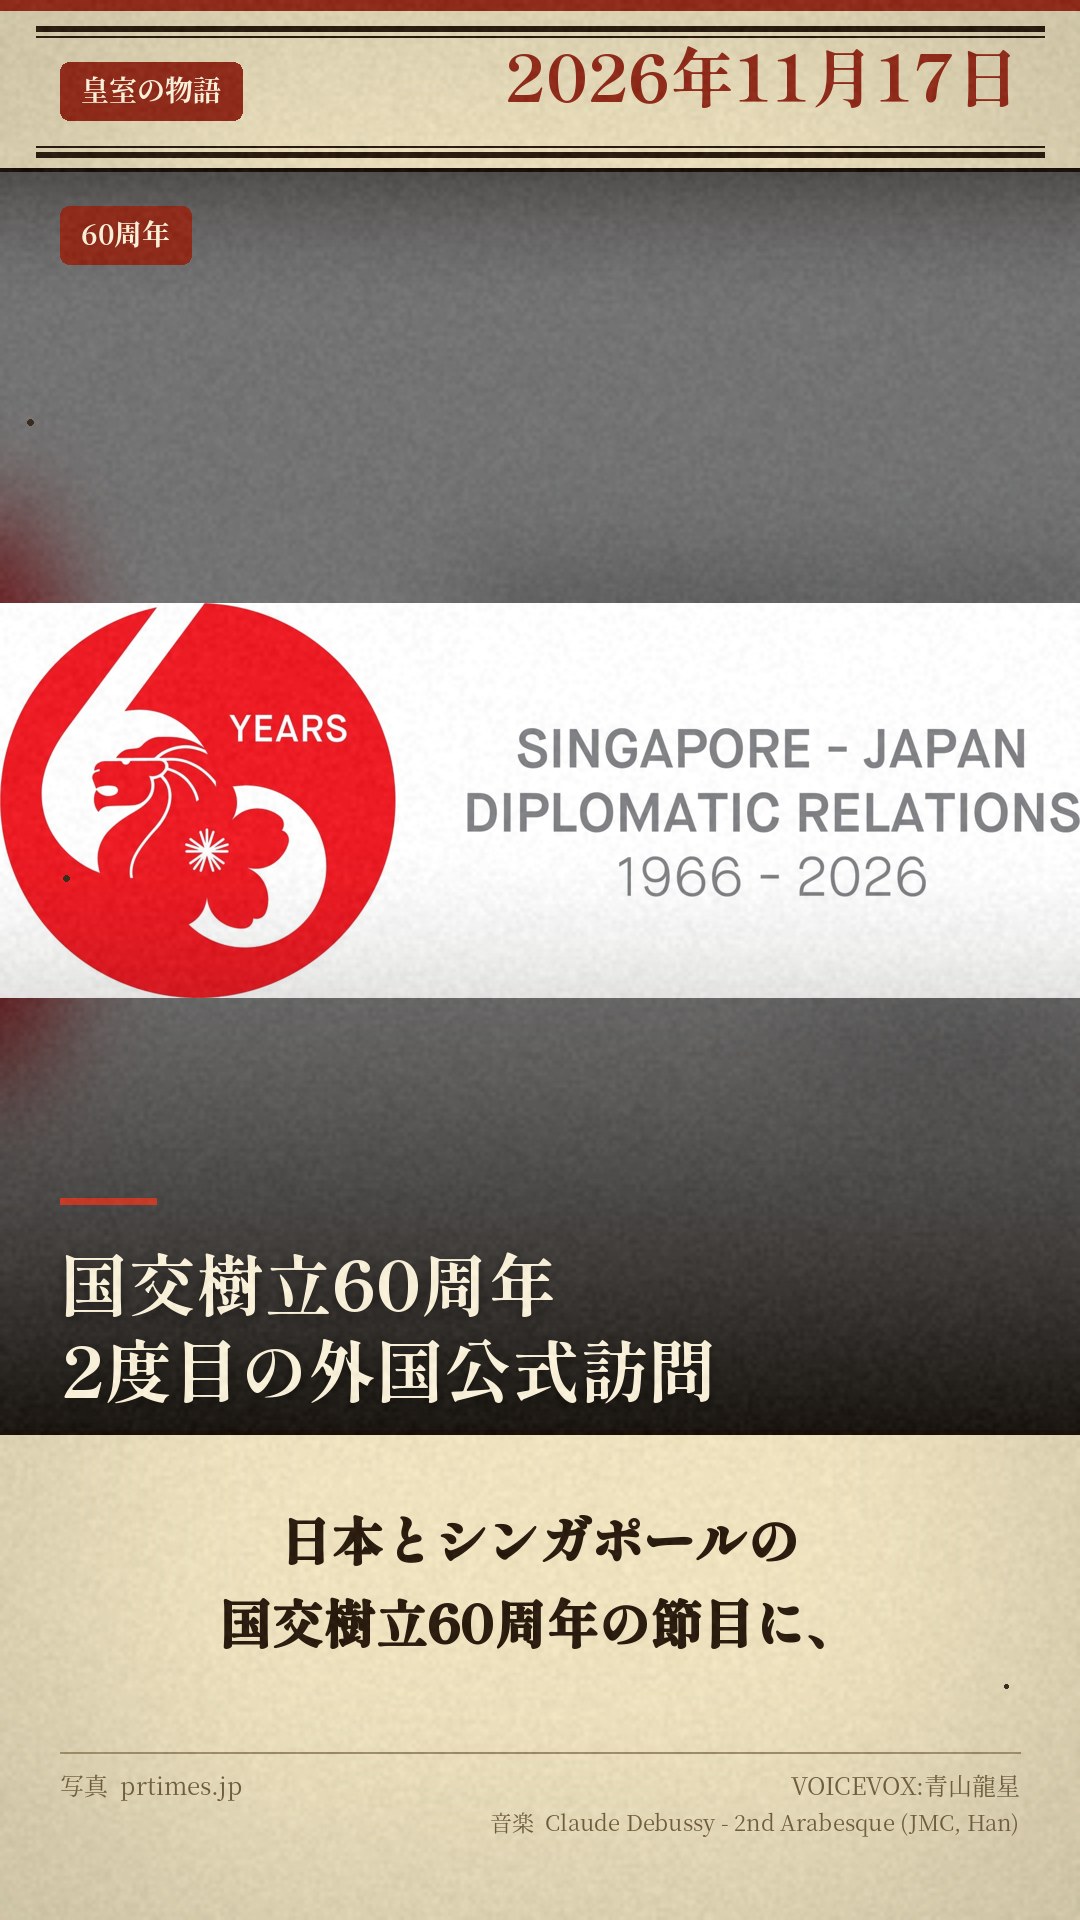 皇室の物語
2026年11月17日
60周年
YEARS
SINGAPORE - JAPAN
DIPLOMATIC RELATIONS
1966 - 2026
国交樹立60周年
2度目の外国公式訪問
日本とシンガポールの
国交樹立60周年の節目に、
写真 prtimes.jp
VOICEVOX:青山龍星
音楽 Claude Debussy - 2nd Arabesque (JMC, Han)